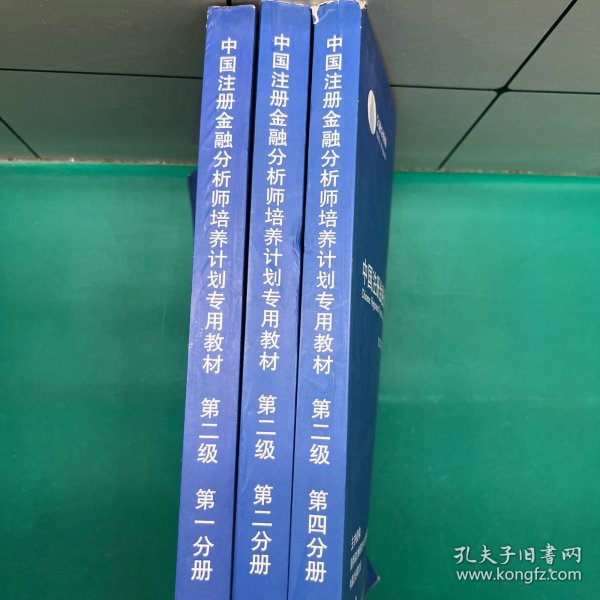 中国注册金融分析师培养计划专用教材 第二级 第一分册
中国注册金融分析师培养计划专用教材 第二级 第二分册
中国注册金融分析师培养计划专用教材 第二级 第四分册
中国注册
孔夫子旧书网
www.kongfz.com